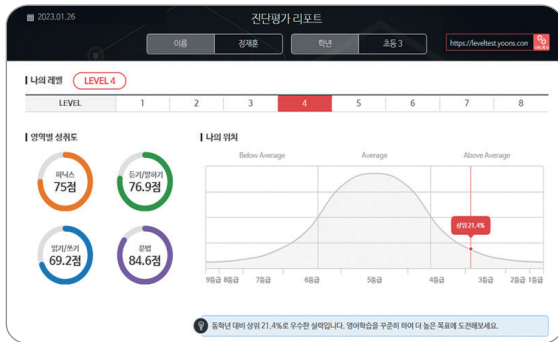 2023.01.26
진단평가 리포트
이름 정재훈 학년 초등 3
https://leveltest.yoons.con
나의 레벨 LEVEL 4
LEVEL 1 2 3 4 5 6 7 8
영역별 성취도
파닉스
75점
듣기/말하기
76.9점
읽기/쓰기
69.2점
문법
84.6점
나의 위치
Below Average Average Above Average
상위 21.4%
9등급 8등급 7등급 6등급 5등급 4등급 3등급 2등급 1등급
동학년 대비 상위 21.4%로 우수한 실력입니다. 영어학습을 꾸준히 하여 더 높은 목표에 도전해보세요.